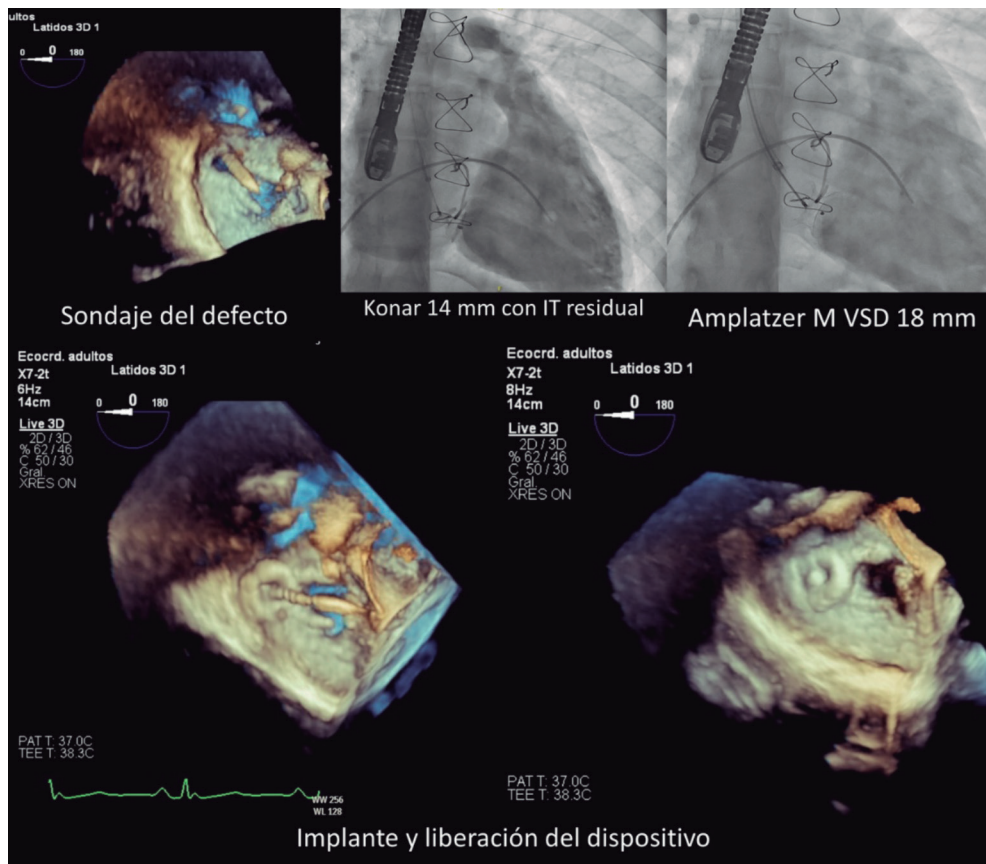 ultos
Latidos 3D 1
0 0 180
Sondaje del defecto
Konar 14 mm con IT residual
Amplatzer M VSD 18 mm
Ecocrd. adultos
X7-2t
6Hz
14cm
Latidos 3D 1
0 0 180
Live 3D
2D / 3D
% 62 / 46
C 50 / 30
Gral.
XRES ON
PAT T: 37.0C
TEE T: 38.3C
WW 256
WL 128
Ecocrd. adultos
X7-2t
8Hz
14cm
Latidos 3D 1
0 0 180
Live 3D
2D / 3D
% 62 / 46
C 50 / 30
Gral.
XRES ON
PAT T: 37.0C
TEE T: 38.3C
Implante y liberación del dispositivo